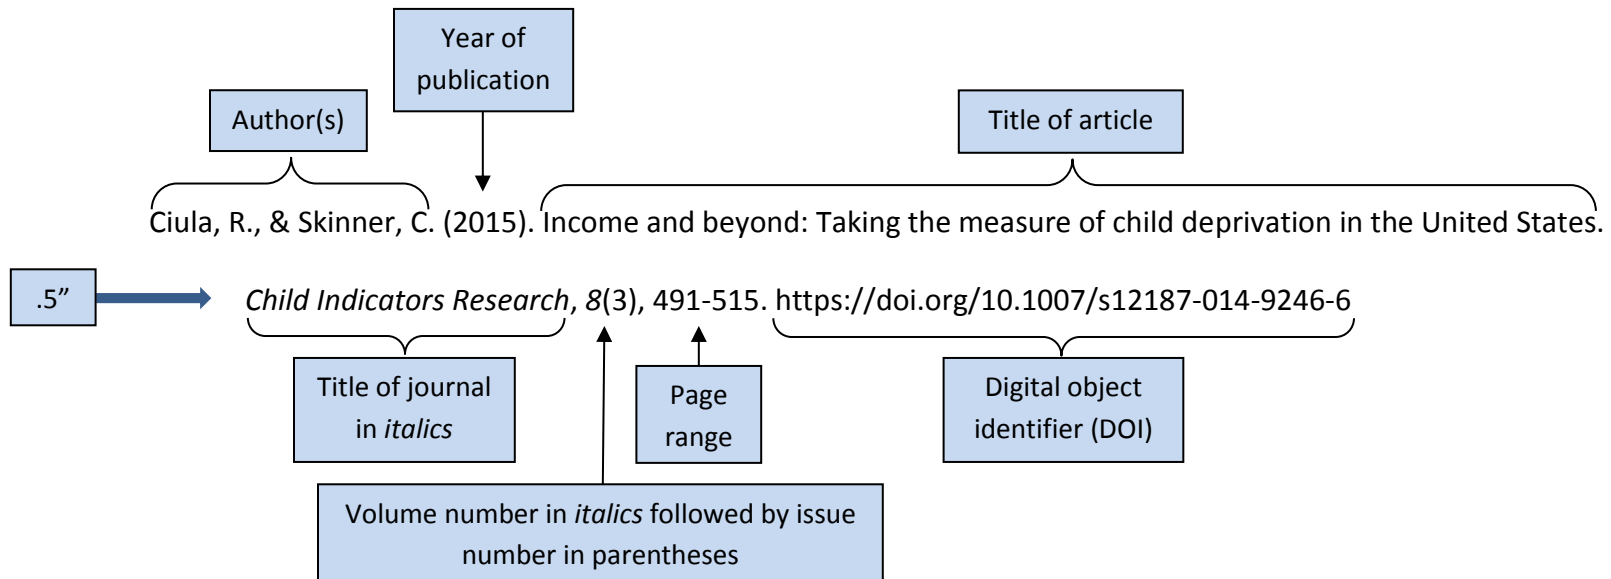 Year of
publication
Author(s)
Title of article
Ciula, R., & Skinner, C. (2015). Income and beyond: Taking the measure of child deprivation in the United States.
.5”
Child Indicators Research, 8(3), 491-515. https://doi.org/10.1007/s12187-014-9246-6
Title of journal
in italics
Page
range
Digital object
identifier (DOI)
Volume number in italics followed by issue
number in parentheses